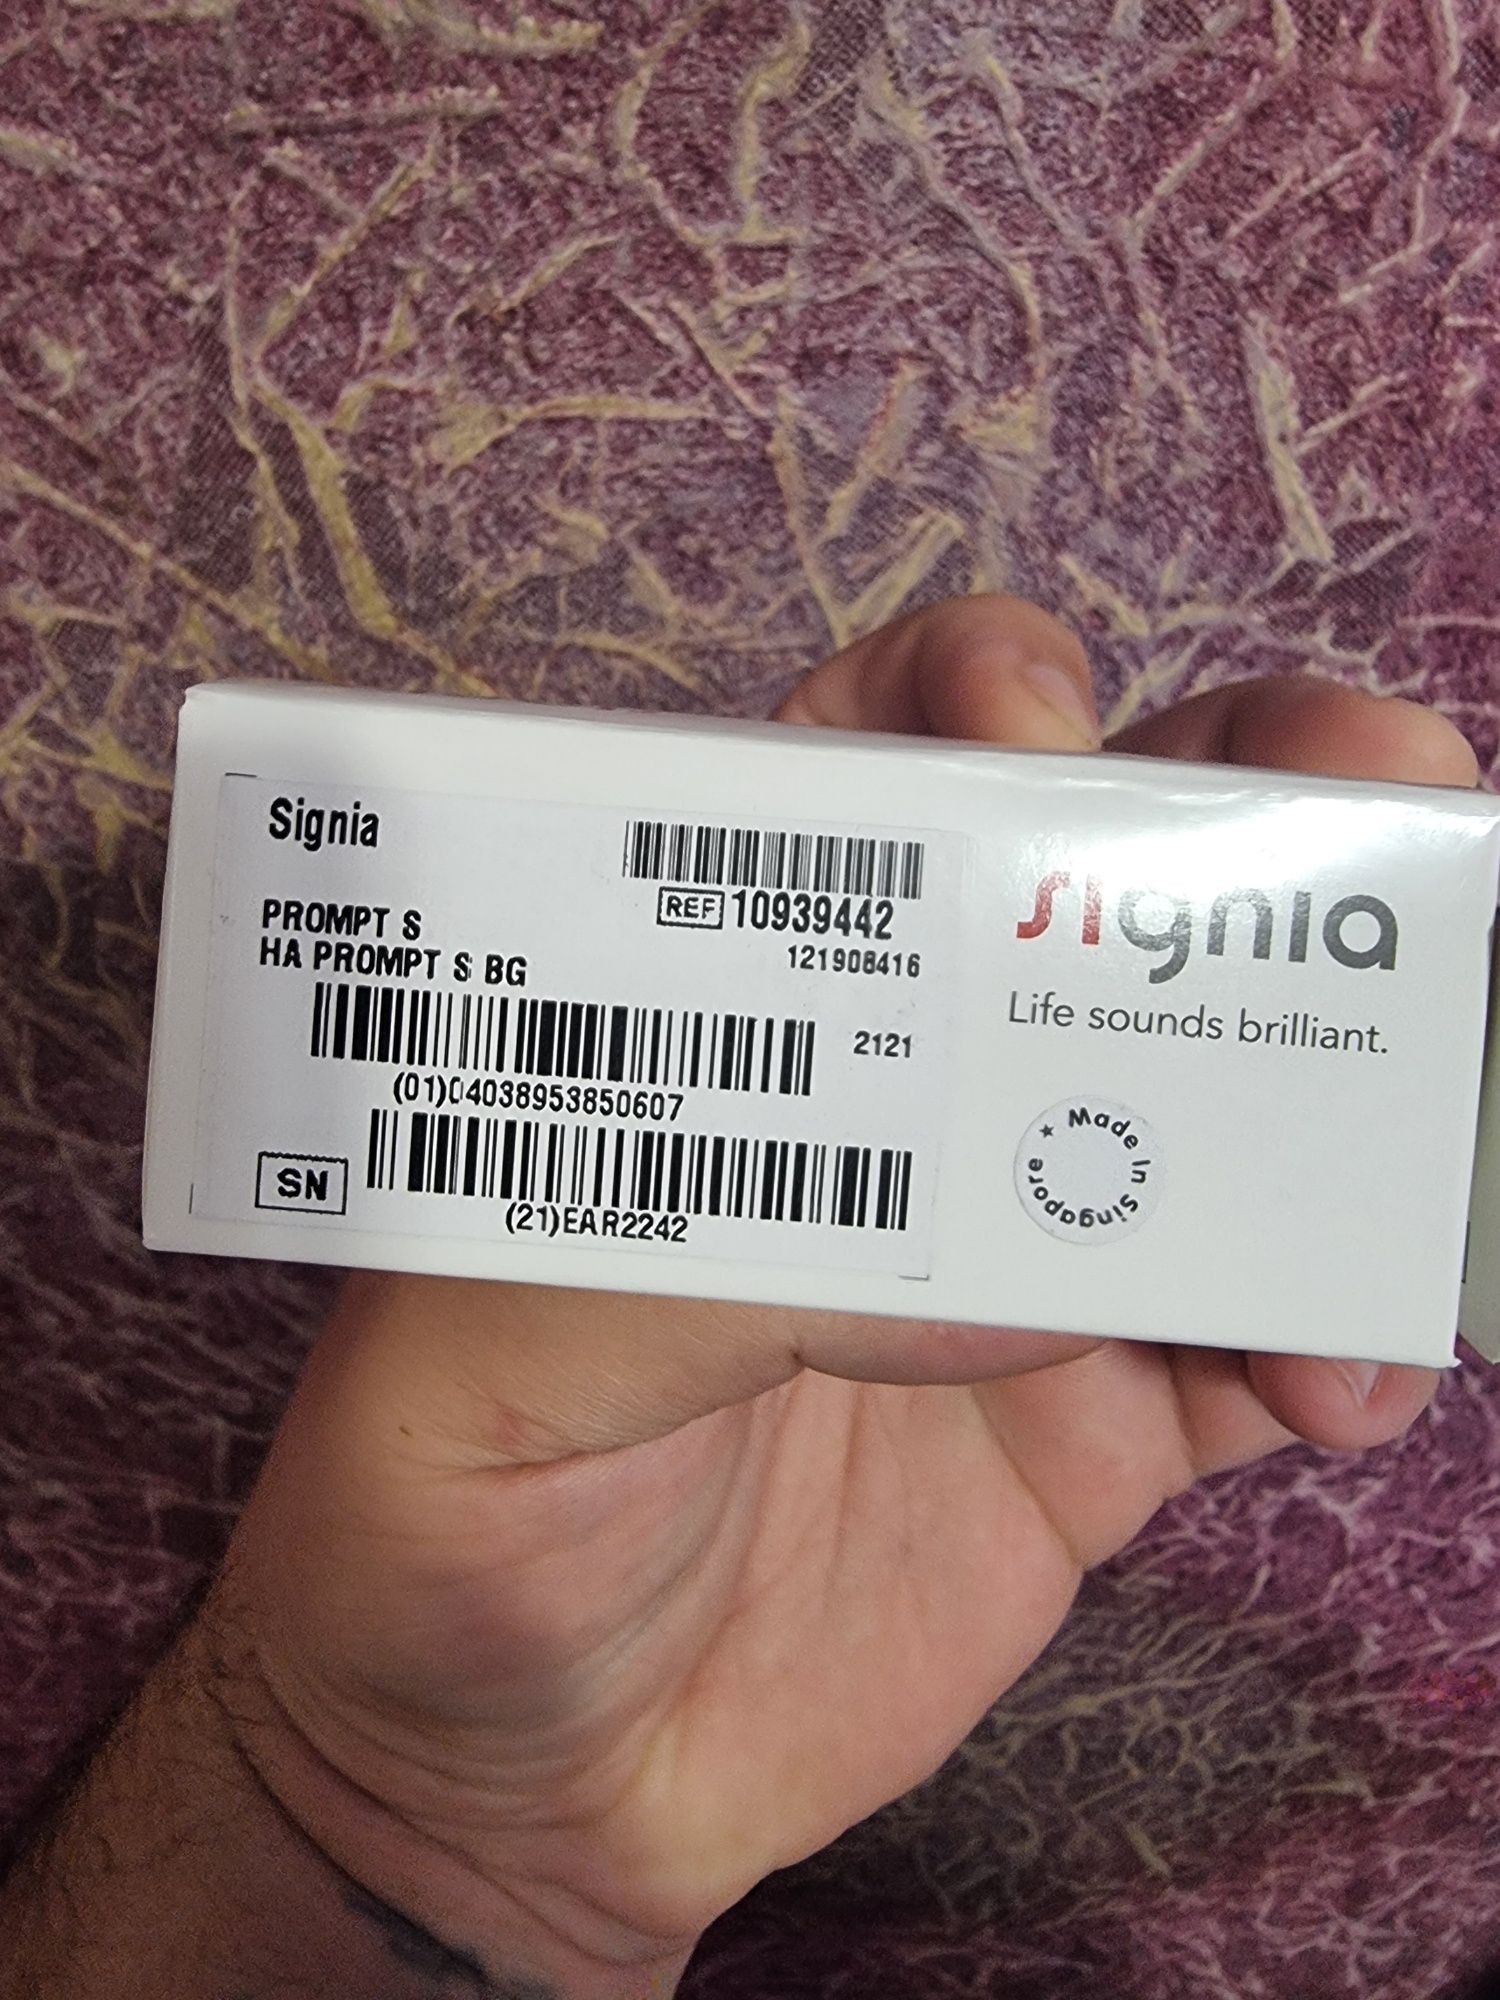 Signia
REF 10939442
121908416
PROMPT S
HA PROMPT S BG
2121
(01)04038953850607
SN
(21)EAR2242
signia
Life sounds brilliant.
Made in Singapore ★